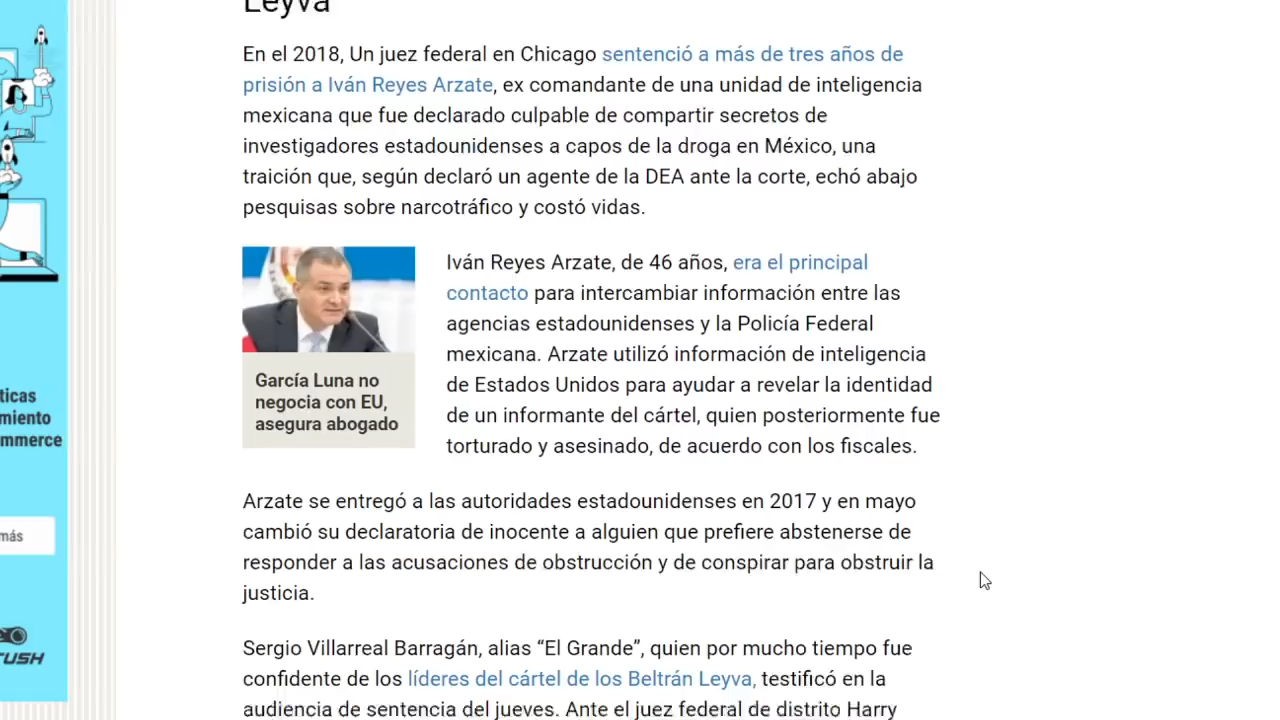 Leyva
En el 2018, Un juez federal en Chicago sentenció a más de tres años de
prisión a Iván Reyes Arzate, ex comandante de una unidad de inteligencia
mexicana que fue declarado culpable de compartir secretos de
investigadores estadounidenses a capos de la droga en México, una
traición que, según declaró un agente de la DEA ante la corte, echó abajo
pesquisas sobre narcotráfico y costó vidas.
García Luna no
negocia con EU,
asegura abogado
Iván Reyes Arzate, de 46 años, era el principal
contacto para intercambiar información entre las
agencias estadounidenses y la Policía Federal
mexicana. Arzate utilizó información de inteligencia
de Estados Unidos para ayudar a revelar la identidad
de un informante del cártel, quien posteriormente fue
torturado y asesinado, de acuerdo con los fiscales.
Arzate se entregó a las autoridades estadounidenses en 2017 y en mayo
cambió su declaratoria de inocente a alguien que prefiere abstenerse de
responder a las acusaciones de obstrucción y de conspirar para obstruir la
justicia.
Sergio Villarreal Barragán, alias “El Grande”, quien por mucho tiempo fue
confidente de los líderes del cártel de los Beltrán Leyva, testificó en la
audiencia de sentencia del jueves. Ante el juez federal de distrito Harry
ticas
miento
mmerce
más
TUSH